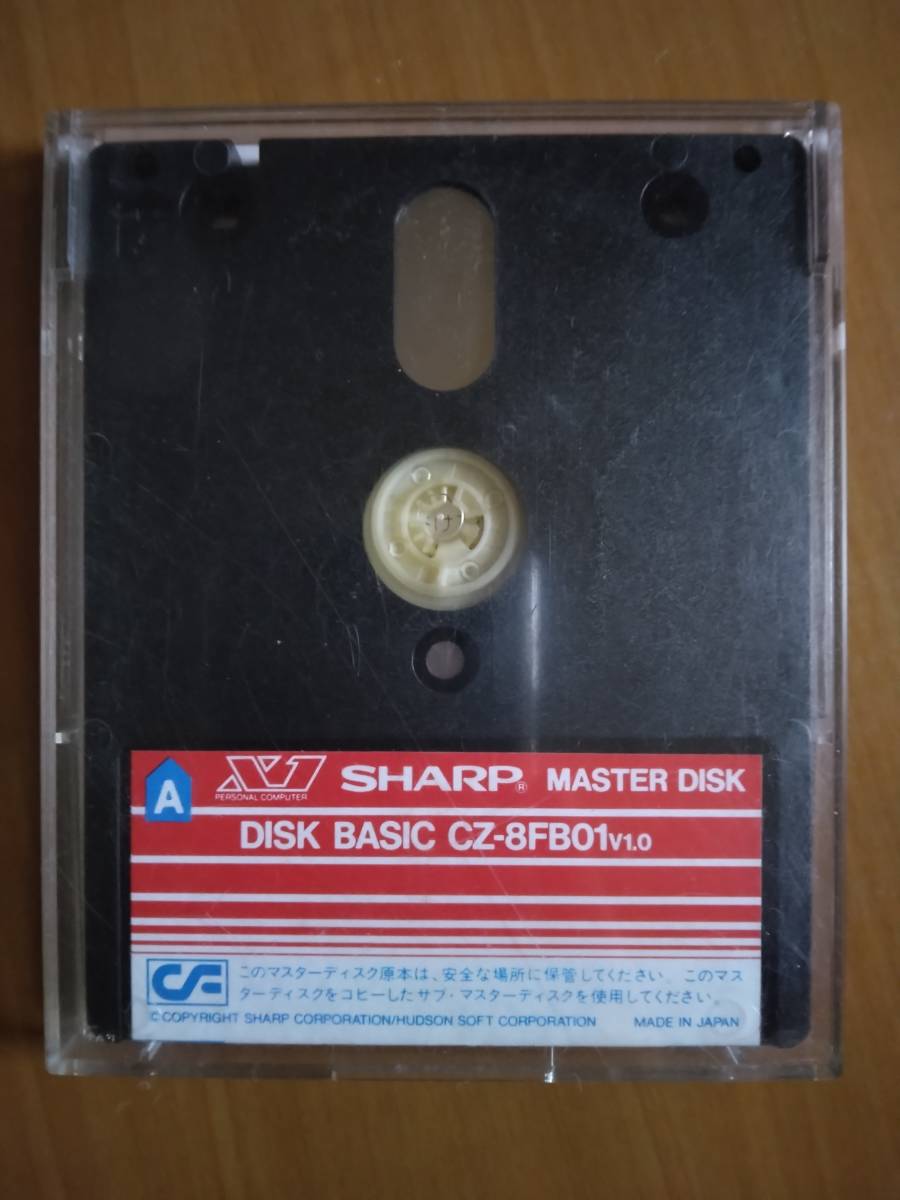 A
X1
PERSONAL COMPUTER
SHARP® MASTER DISK
DISK BASIC CZ-8FB01 V1.0
CF
このマスターディスク原本は、安全な場所に保管してください。このマス
ターディスクをコピーしたサブ・マスターディスクを使用してください。
© COPYRIGHT SHARP CORPORATION/HUDSON SOFT CORPORATION MADE IN JAPAN